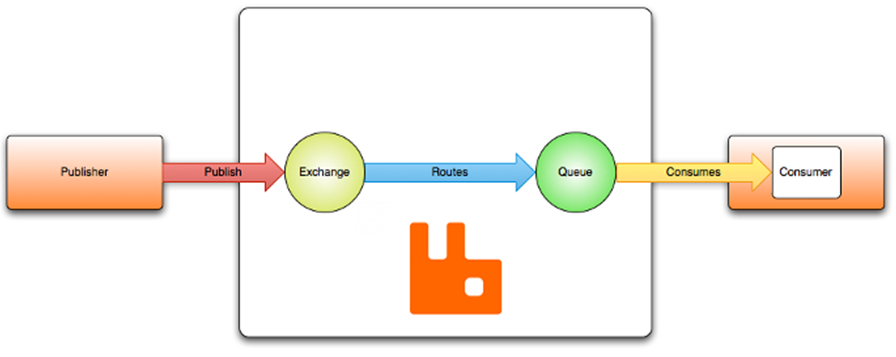 Publisher
Publish
Exchange
Routes
Queue
Consumes
Consumer